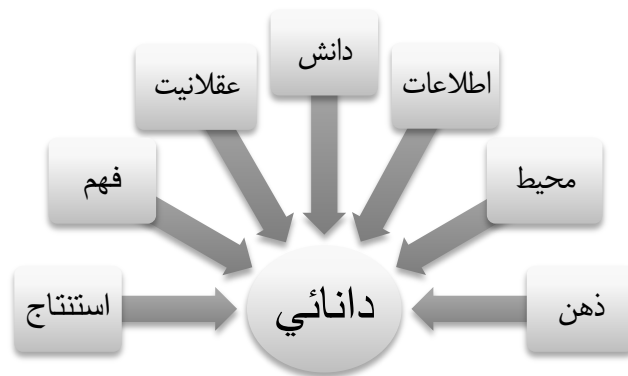 دانش
اطلاعات
عقلانیت
محیط
فهم
ذهن
دانائي
استنتاج